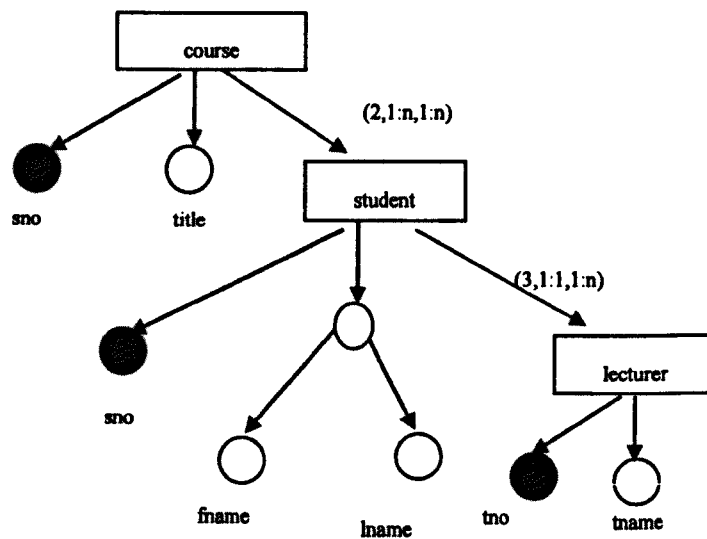 course
(2,1:n,1:n)
sno
title
student
(3,1:1,1:n)
lecturer
sno
fname
lname
tno
tname